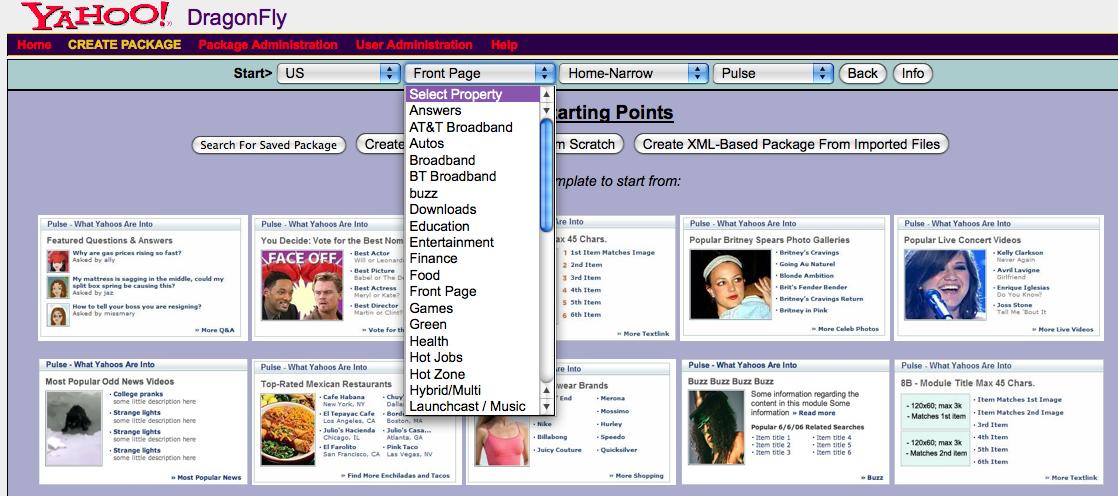 YAHOO! DragonFly
Home CREATE PACKAGE Package Administration User Administration Help
Start> US Front Page Home-Narrow Pulse Back Info
Select Property
Answers
AT&T Broadband
Autos
Broadband
BT Broadband
buzz
Downloads
Education
Entertainment
Finance
Food
Front Page
Games
Green
Health
Hot Jobs
Hot Zone
Hybrid/Multi
Launchcast / Music
arting Points
Search For Saved Package Create m Scratch Create XML-Based Package From Imported Files
mplate to start from:
Pulse - What Yahoos Are Into
Featured Questions & Answers
Why are gas prices rising so fast?
Asked by ally
My mattress is sagging in the middle, could my
split box spring be causing this?
Asked by jaz
How to tell your boss you are resigning?
Asked by missmary
» More Q&A
Pulse - What Yahoos Are Into
You Decide: Vote for the Best Nom
FACE OFF
· Best Actor
Will or Leonard
· Best Picture
Babel or The De
· Best Actress
Meryl or Kate?
· Best Director
Martin or Clint?
» Vote for th
re Into
ax 45 Chars.
1 1st Item Matches Image
2 2nd Item
3 3rd Item
4 4th Item
5 5th Item
6 6th Item
» More Textlink
Pulse - What Yahoos Are Into
Popular Britney Spears Photo Galleries
· Britney's Cravings
· Going Au Naturel
· Blonde Ambition
· Brit's Fender Bender
· Britney's Cravings Return
· Britney in Pink
» More Celeb Photos
Pulse - What Yahoos Are Into
Popular Live Concert Videos
· Kelly Clarkson
Never Again
· Avril Lavigne
Girlfriend
· Enrique Iglesias
Do You Know?
· Joss Stone
Tell Me 'Bout It
» More Live Videos
Pulse - What Yahoos Are Into
Most Popular Odd News Videos
· College pranks
some little description here
· Strange lights
some little description here
· Strange lights
some little description here
· Strange lights
some little description here
» Most Popular News
Pulse - What Yahoos Are Into
Top-Rated Mexican Restaurants
· Cafe Habana
New York, NY
· El Tepayac Cafe
Los Angeles, CA
· Julio's Hacienda
Chicago, IL
· El Farolito
San Francisco, CA
· Chuy
Dallas,
· Bord
Boston, M
· Julio's Casa...
Atlanta, GA
· Pink Taco
Las Vegas, NV
» Find More Enchiladas and Tacos
re Into
wear Brands
' End
· Nike
· Billabong
· Juicy Couture
· Merona
· Mossimo
· Hurley
· Speedo
· Quicksilver
» More Shopping
Pulse - What Yahoos Are Into
Buzz Buzz Buzz Buzz
Some information regarding the
content in this module Some
information » Read more
Popular 6/6/06 Related Searches
· Item title 1 · Item title 4
· Item title 2 · Item title 5
· Item title 3 · Item title 6
» Buzz
Pulse - What Yahoos Are Into
8B - Module Title Max 45 Chars.
- 120x60; max 3k
- Matches 1st item
- 120x60; max 3k
- Matches 2nd item
· Item Matches 1st Image
· Item Matches 2nd Image
· 3rd Item
· 4th Item
· 5th Item
· 6th Item
» More Textlink